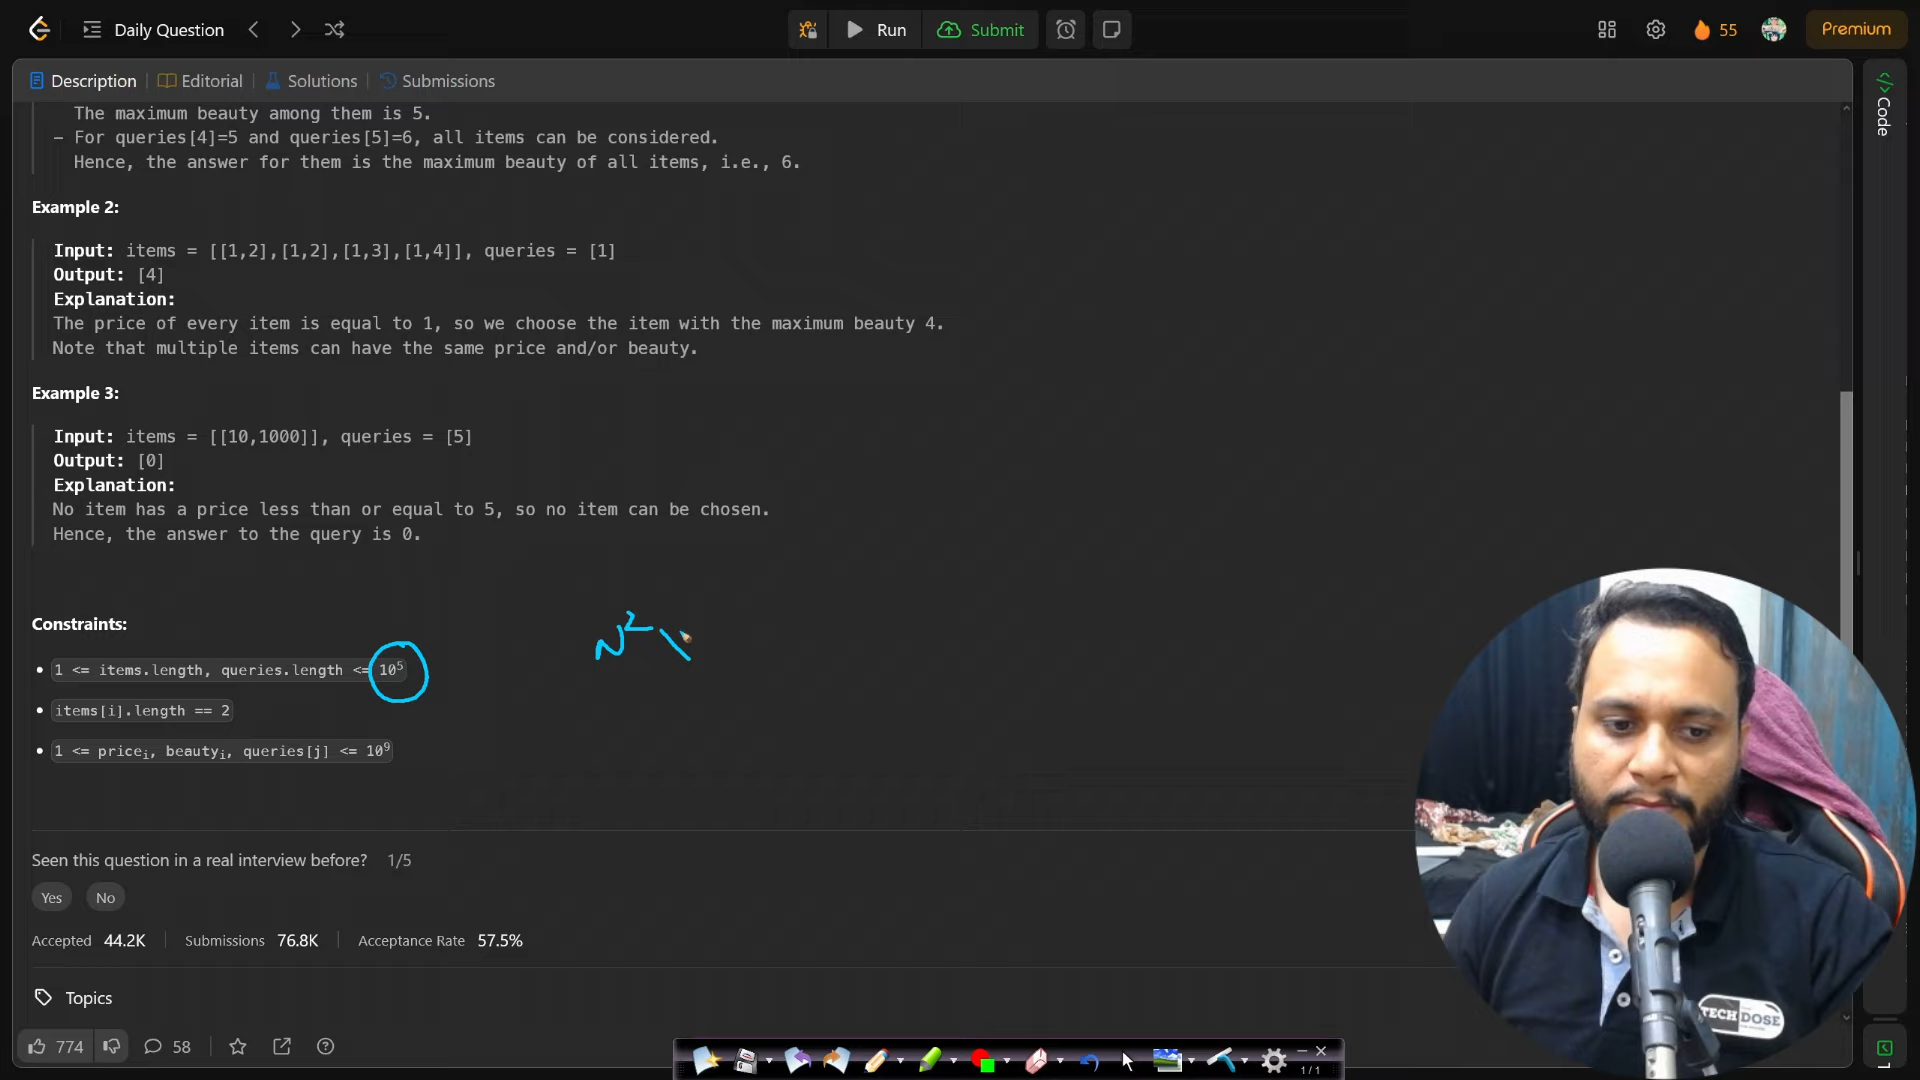 Daily Question
Run
Submit
55
Premium
Description
Editorial
Solutions
Submissions
Code
The maximum beauty among them is 5.
– For queries[4]=5 and queries[5]=6, all items can be considered.
Hence, the answer for them is the maximum beauty of all items, i.e., 6.
Example 2:
Input: items = [[1,2],[1,2],[1,3],[1,4]], queries = [1]
Output: [4]
Explanation:
The price of every item is equal to 1, so we choose the item with the maximum beauty 4.
Note that multiple items can have the same price and/or beauty.
Example 3:
Input: items = [[10,1000]], queries = [5]
Output: [0]
Explanation:
No item has a price less than or equal to 5, so no item can be chosen.
Hence, the answer to the query is 0.
Constraints:
N²
• 1 <= items.length, queries.length <= 10⁵
• items[i].length == 2
• 1 <= priceᵢ, beautyᵢ, queries[j] <= 10⁹
Seen this question in a real interview before? 1/5
Yes
No
Accepted 44.2K
Submissions 76.8K
Acceptance Rate 57.5%
Topics
774
58
1/1
TECH DOSE